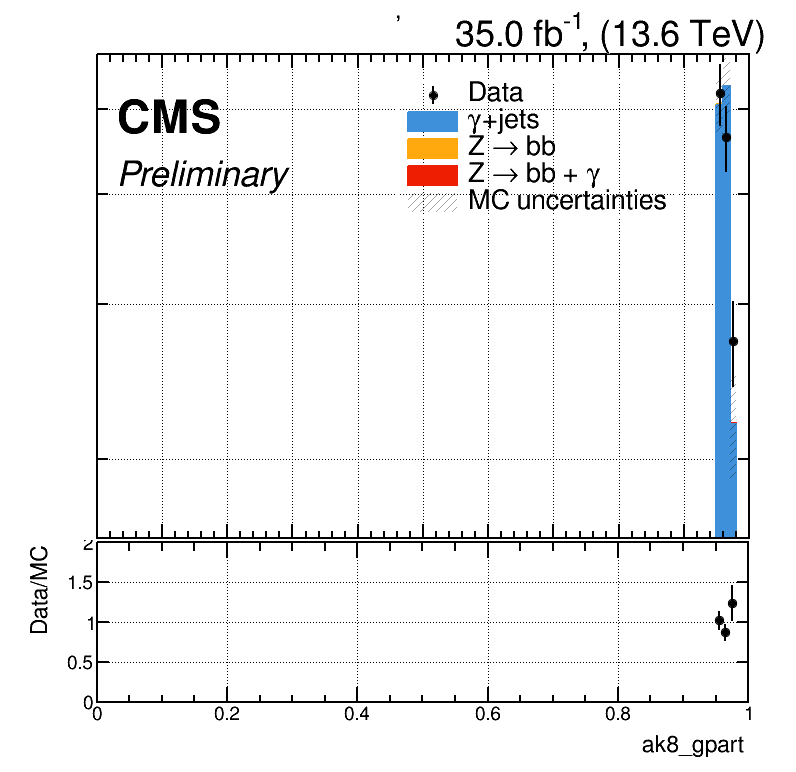 ,
35.0 fb-1, (13.6 TeV)
CMS
Preliminary
Data
γ+jets
Z → bb
Z → bb + γ
MC uncertainties
Data/MC
2
1.5
1
0.5
0
0 0.2 0.4 0.6 0.8 1
ak8_gpart